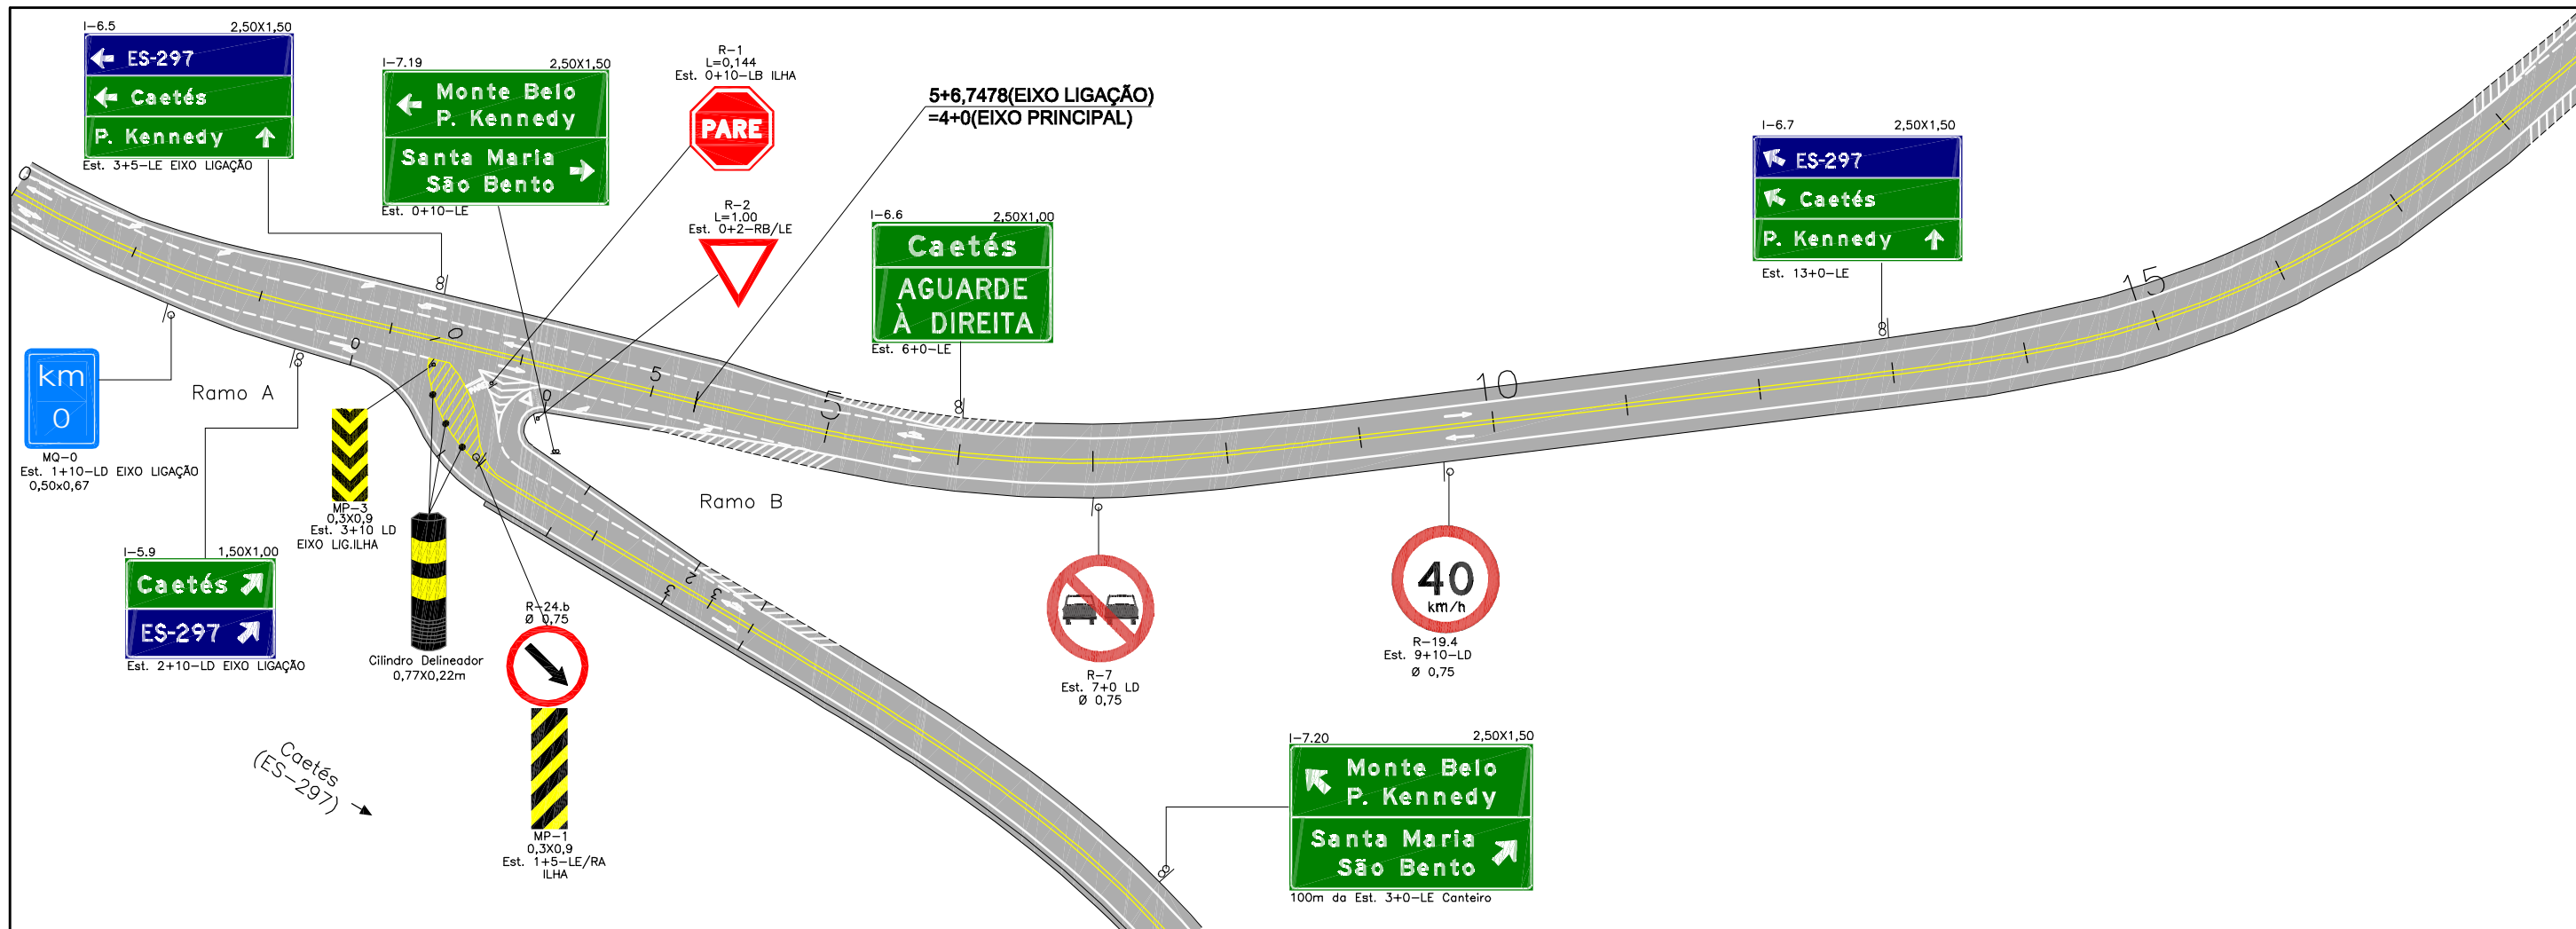 I-6.5 2,50X1,50
ES-297
Caetés
P. Kennedy
Est. 3+5-LE EIXO LIGAÇÃO
I-7.19 2,50X1,50
Monte Belo
P. Kennedy
Santa Maria
São Bento
Est. 0+10-LE
R-1
L=0,144
Est. 0+10-LB ILHA
PARE
R-2
L=1.00
Est. 0+2-RB/LE
5+6,7478(EIXO LIGAÇÃO)
=4+0(EIXO PRINCIPAL)
I-6.6 2,50X1,00
Caetés
AGUARDE
À DIREITA
Est. 6+0-LE
I-6.7 2,50X1,50
ES-297
Caetés
P. Kennedy
Est. 13+0-LE
0
0
0
0
5
5
10
15
2
3
3
km
0
MQ-0
Est. 1+10-LD EIXO LIGAÇÃO
0,50x0,67
Ramo A
Ramo B
MP-3
0,3X0,9
Est. 3+10 LD
EIXO LIG.ILHA
I-5.9 1,50X1,00
Caetés
ES-297
Est. 2+10-LD EIXO LIGAÇÃO
Cilindro Delineador
0,77X0,22m
R-24.b
Ø 0,75
MP-1
0,3X0,9
Est. 1+5-LE/RA
ILHA
Caetés
(ES-297)
R-7
Est. 7+0 LD
Ø 0,75
40
km/h
R-19.4
Est. 9+10-LD
Ø 0,75
I-7.20 2,50X1,50
Monte Belo
P. Kennedy
Santa Maria
São Bento
100m da Est. 3+0-LE Canteiro